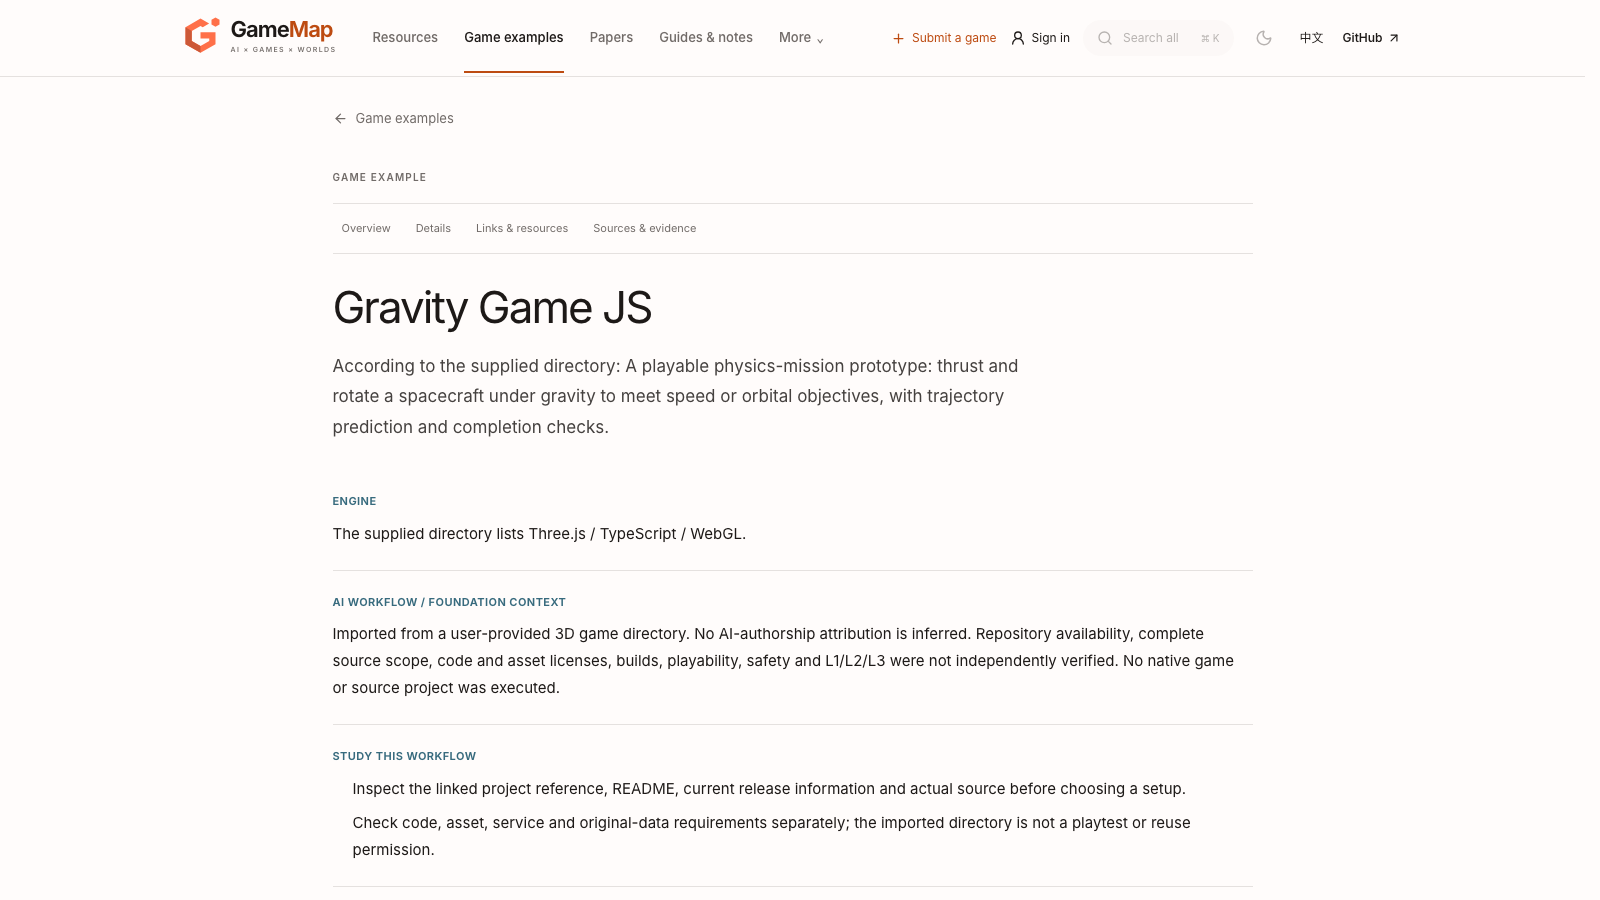 GameMap
AI × GAMES × WORLDS
Resources
Game examples
Papers
Guides & notes
More
Submit a game
Sign in
Search all
⌘ K
中文
GitHub
Game examples
GAME EXAMPLE
Overview
Details
Links & resources
Sources & evidence
Gravity Game JS
According to the supplied directory: A playable physics-mission prototype: thrust and
rotate a spacecraft under gravity to meet speed or orbital objectives, with trajectory
prediction and completion checks.
ENGINE
The supplied directory lists Three.js / TypeScript / WebGL.
AI WORKFLOW / FOUNDATION CONTEXT
Imported from a user-provided 3D game directory. No AI-authorship attribution is inferred. Repository availability, complete
source scope, code and asset licenses, builds, playability, safety and L1/L2/L3 were not independently verified. No native game
or source project was executed.
STUDY THIS WORKFLOW
Inspect the linked project reference, README, current release information and actual source before choosing a setup.
Check code, asset, service and original-data requirements separately; the imported directory is not a playtest or reuse
permission.